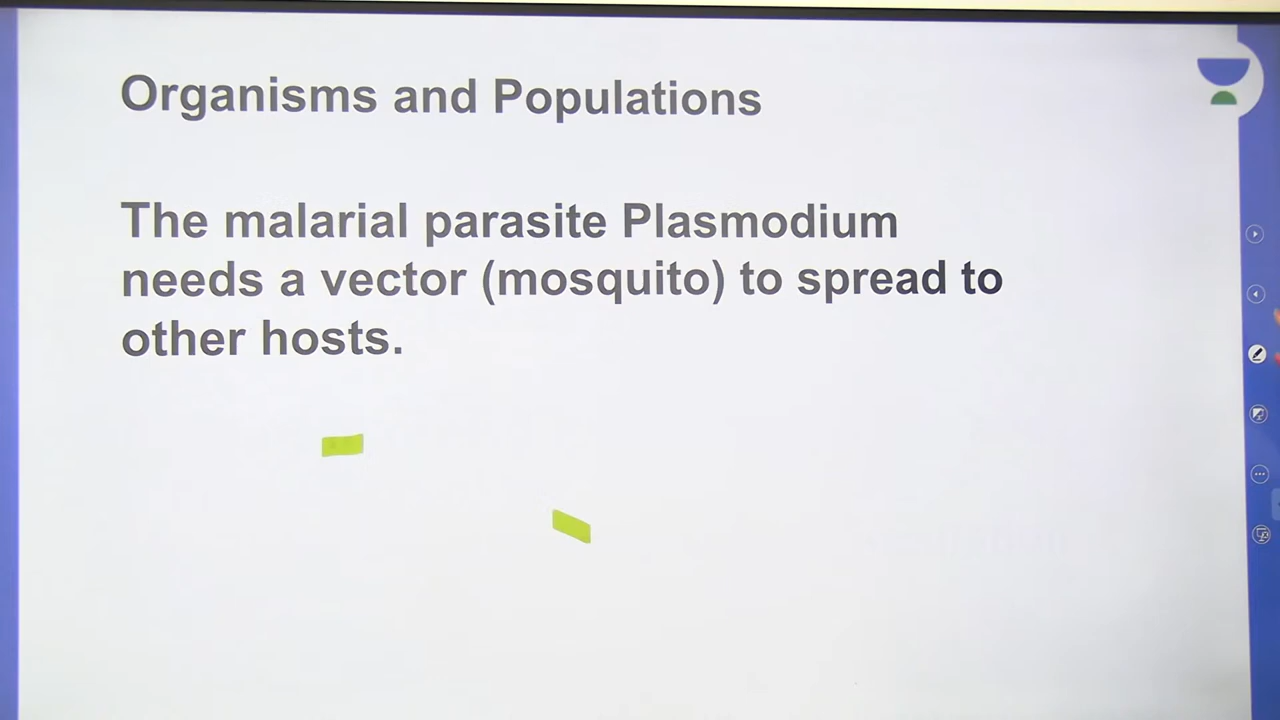 Organisms and Populations
The malarial parasite Plasmodium
needs a vector (mosquito) to spread to
other hosts.